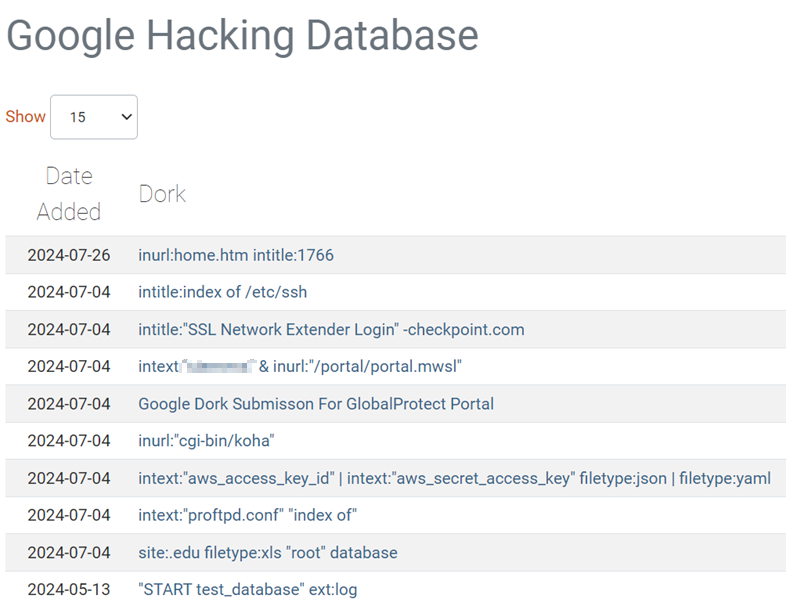 Google Hacking Database
Show 15
Date
Added
Dork
2024-07-26 inurl:home.htm intitle:1766
2024-07-04 intitle:index of /etc/ssh
2024-07-04 intitle:"SSL Network Extender Login" -checkpoint.com
2024-07-04 intext:" " & inurl:"/portal/portal.mwsl"
2024-07-04 Google Dork Submisson For GlobalProtect Portal
2024-07-04 inurl:"cgi-bin/koha"
2024-07-04 intext:"aws_access_key_id" | intext:"aws_secret_access_key" filetype:json | filetype:yaml
2024-07-04 intext:"proftpd.conf" "index of"
2024-07-04 site:.edu filetype:xls "root" database
2024-05-13 "START test_database" ext:log